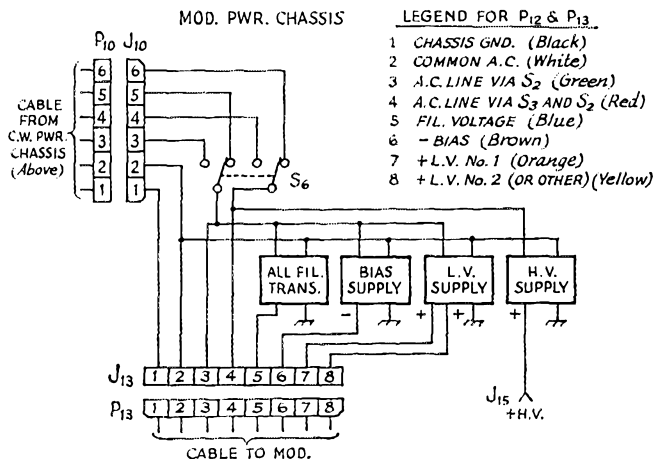 MOD. PWR. CHASSIS
LEGEND FOR P12 & P13
1 CHASSIS GND. (Black)
2 COMMON A.C. (White)
3 A.C. LINE VIA S2 (Green)
4 A.C. LINE VIA S3 AND S2 (Red)
5 FIL. VOLTAGE (Blue)
6 - BIAS (Brown)
7 + L.V. No. 1 (Orange)
8 + L.V. No. 2 (OR OTHER) (Yellow)
P10 J10
6 6
5 5
4 4
3 3
2 2
1 1
CABLE
FROM
C.W. PWR.
CHASSIS
(Above)
S6
ALL FIL.
TRANS.
BIAS
SUPPLY
L.V.
SUPPLY
H.V.
SUPPLY
- + + +
J13 1 2 3 4 5 6 7 8
P13 1 2 3 4 5 6 7 8
CABLE TO MOD.
J15
+H.V.